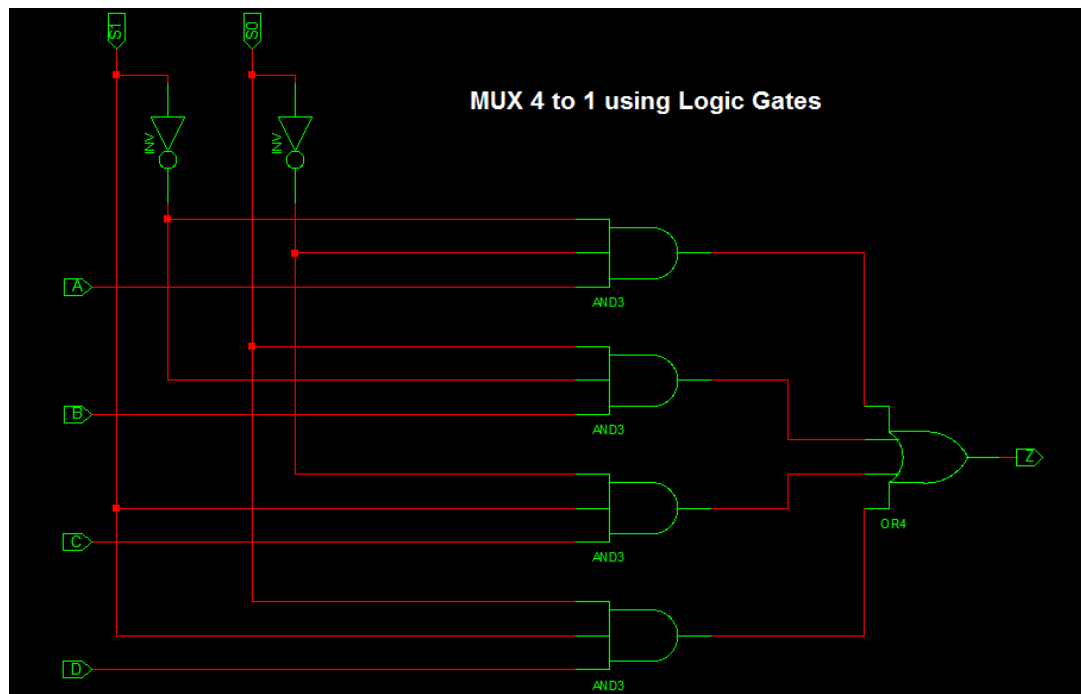 S1
S0
MUX 4 to 1 using Logic Gates
INV
INV
A
AND3
B
AND3
Z
OR4
C
AND3
D
AND3